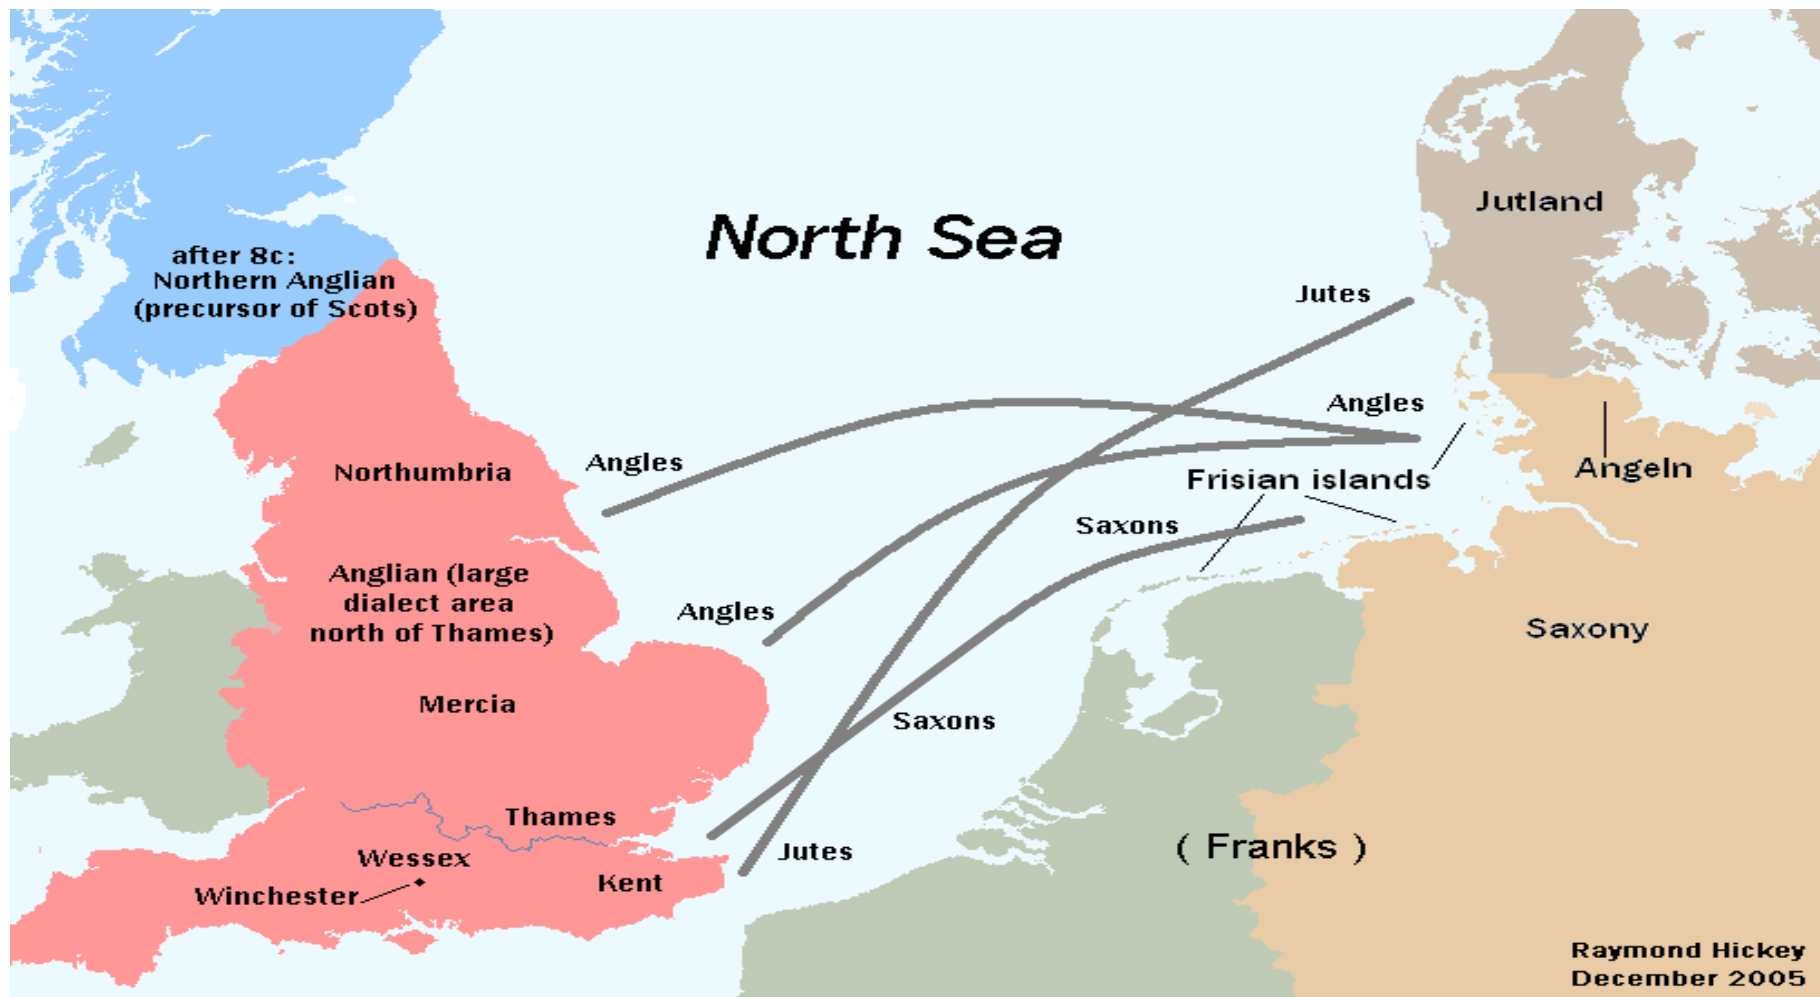 North Sea
Jutland
after 8c:
Northern Anglian
(precursor of Scots)
Jutes
Angles
Angles
Northumbria
Frisian islands
Angeln
Saxons
Anglian (large
dialect area
north of Thames)
Angles
Saxony
Mercia
Saxons
Thames
Wessex
Jutes
( Franks )
Kent
Winchester
Raymond Hickey
December 2005